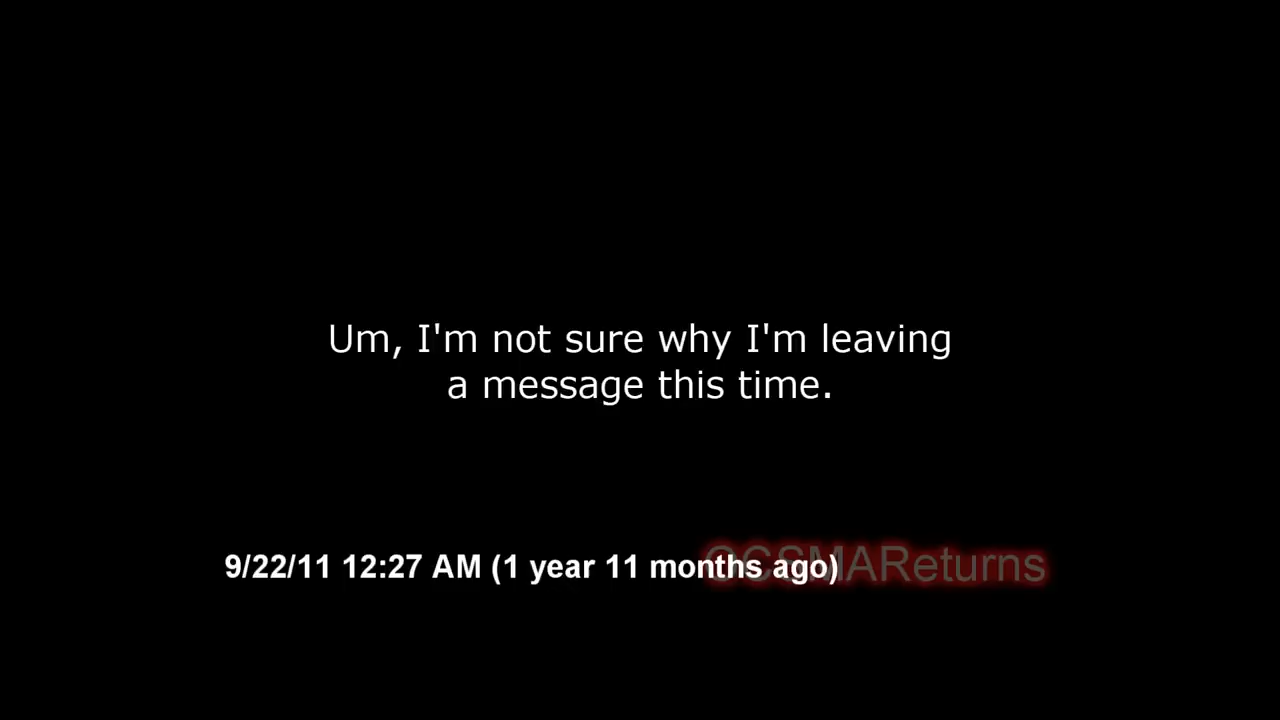 Um, I'm not sure why I'm leaving
a message this time.
9/22/11 12:27 AM (1 year 11 months ago)